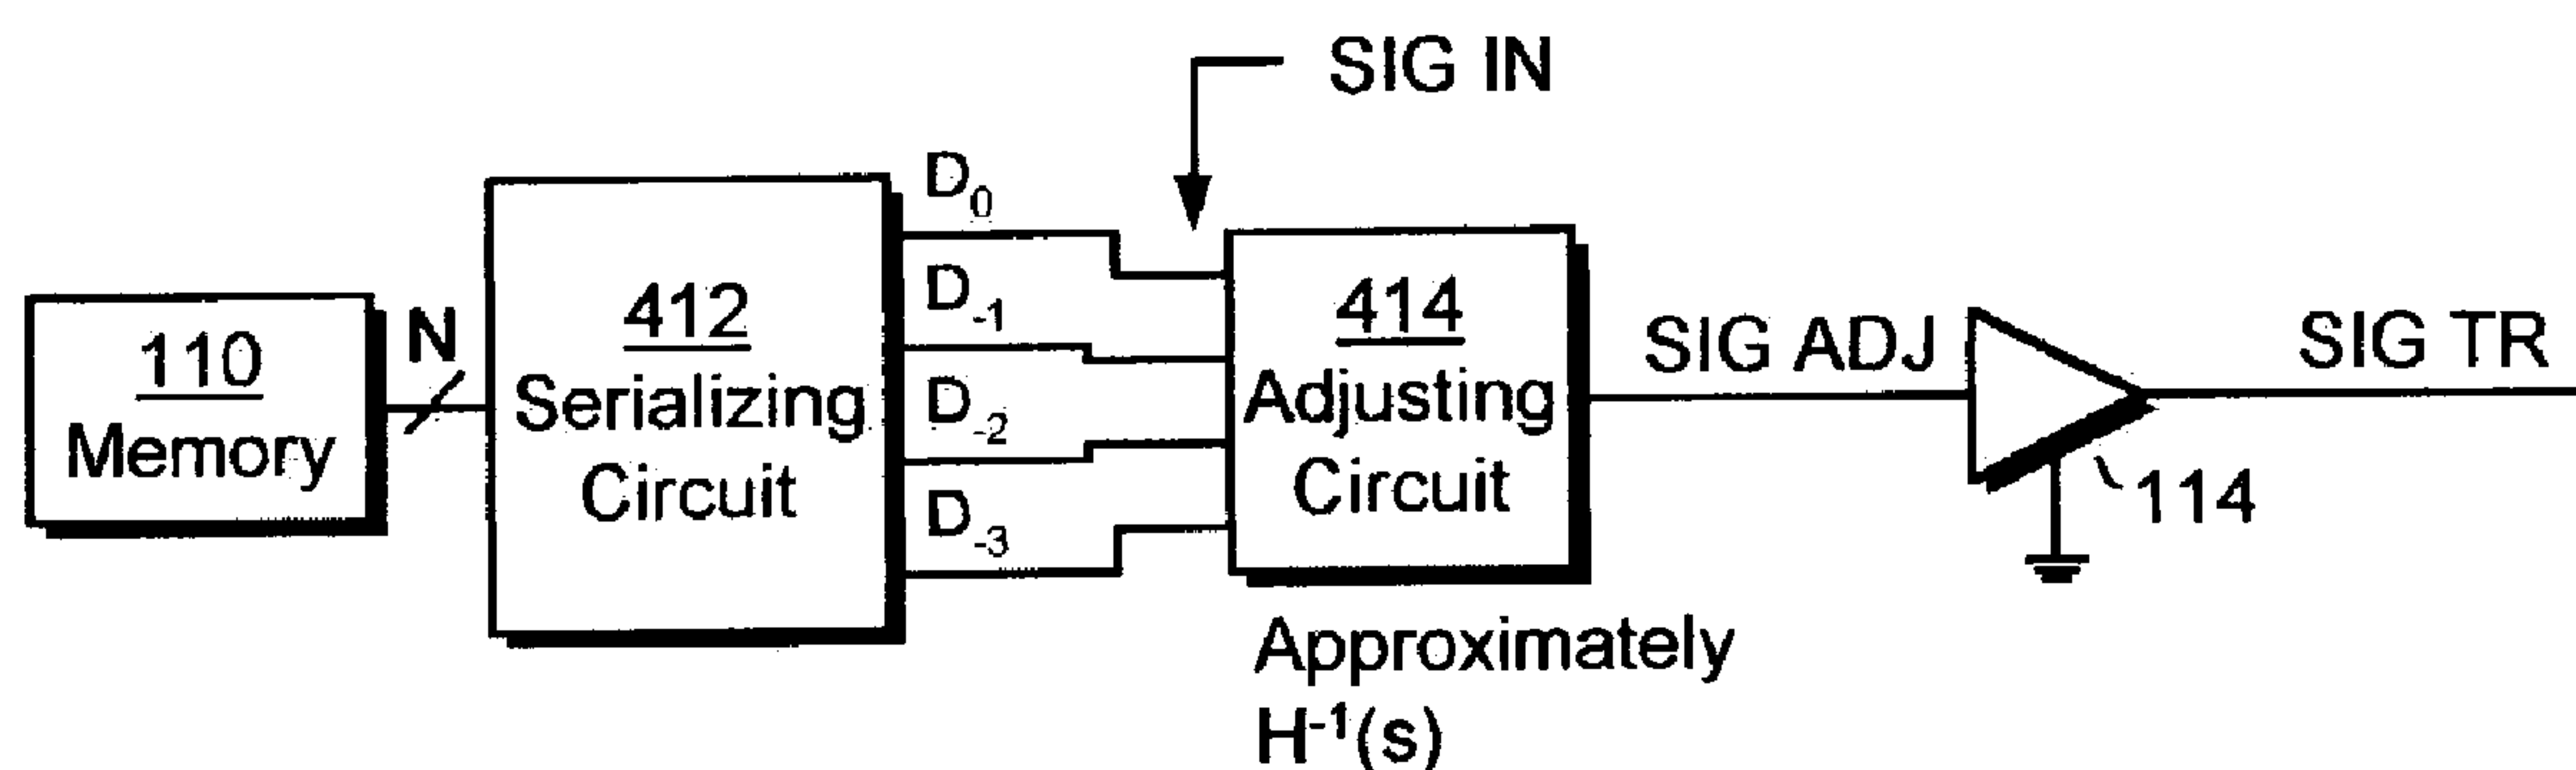 SIG IN
D0
D-1
D-2
D-3
N
110
Memory
412
Serializing
Circuit
414
Adjusting
Circuit
SIG ADJ
SIG TR
114
Approximately
H-1(s)